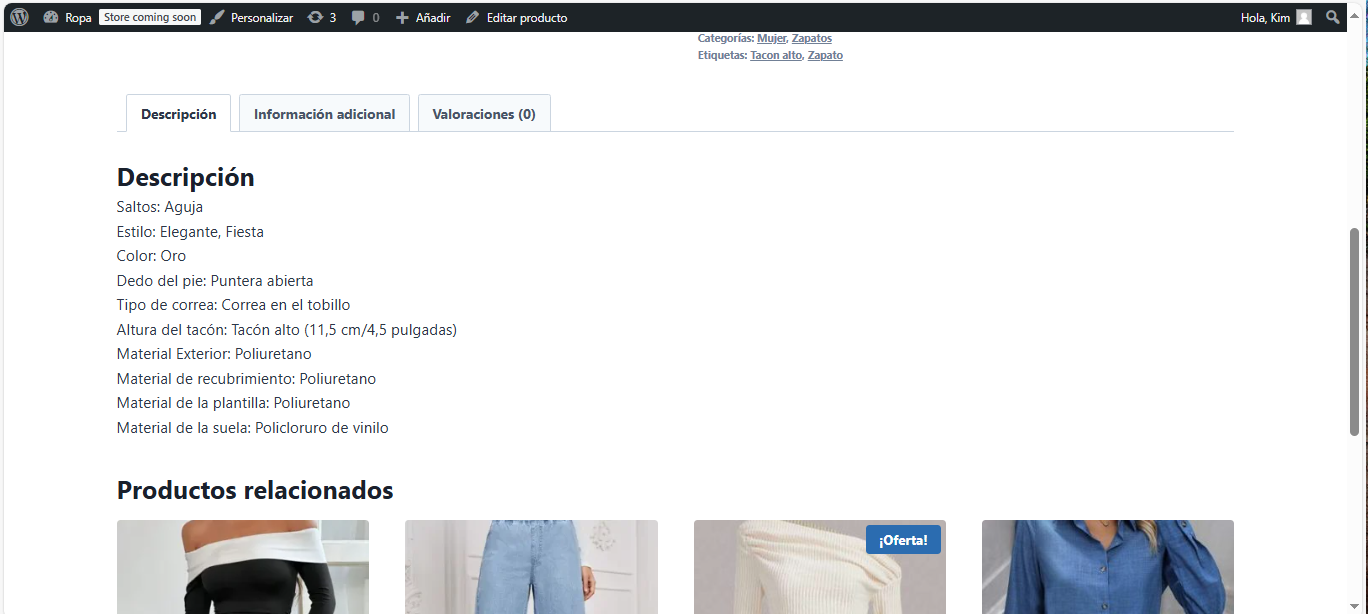 Ropa Store coming soon Personalizar 3 0 Añadir Editar producto Hola, Kim
Categorías: Mujer, Zapatos
Etiquetas: Tacon alto, Zapato
Descripción Información adicional Valoraciones (0)
Descripción
Saltos: Aguja
Estilo: Elegante, Fiesta
Color: Oro
Dedo del pie: Puntera abierta
Tipo de correa: Correa en el tobillo
Altura del tacón: Tacón alto (11,5 cm/4,5 pulgadas)
Material Exterior: Poliuretano
Material de recubrimiento: Poliuretano
Material de la plantilla: Poliuretano
Material de la suela: Policloruro de vinilo
Productos relacionados
¡Oferta!